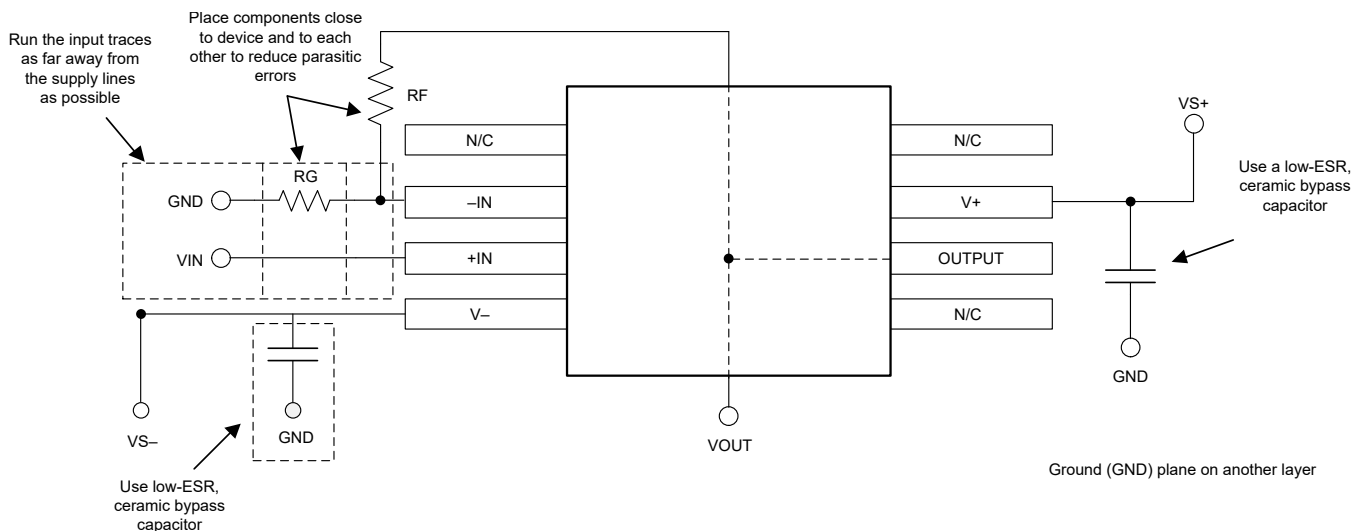 Run the input traces
as far away from
the supply lines
as possible
Place components close
to device and to each
other to reduce parasitic
errors
RF
N/C
N/C
VS+
Use a low-ESR,
ceramic bypass
capacitor
RG
GND
–IN
V+
VIN
+IN
OUTPUT
V–
N/C
GND
VS–
GND
VOUT
Use low-ESR,
ceramic bypass
capacitor
Ground (GND) plane on another layer